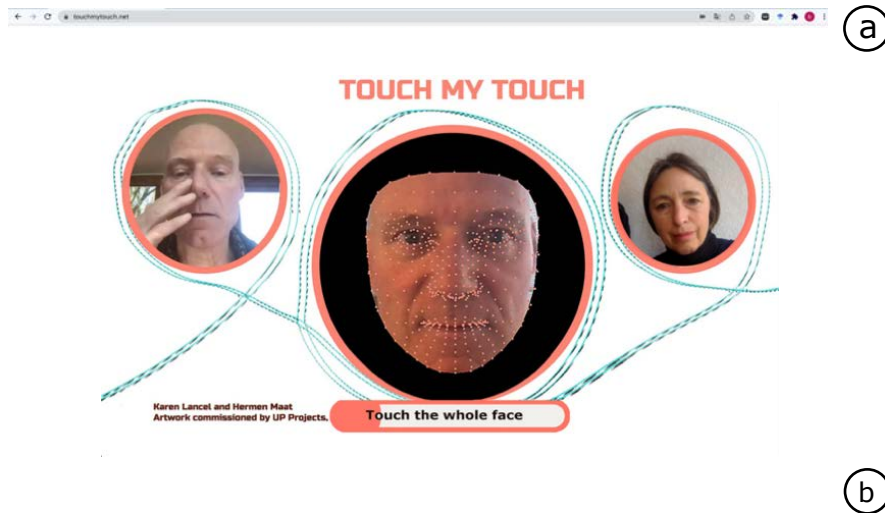 touchmytouch.net
a
TOUCH MY TOUCH
Karen Lancel and Hermen Maat
Artwork commissioned by UP Projects.
Touch the whole face
b